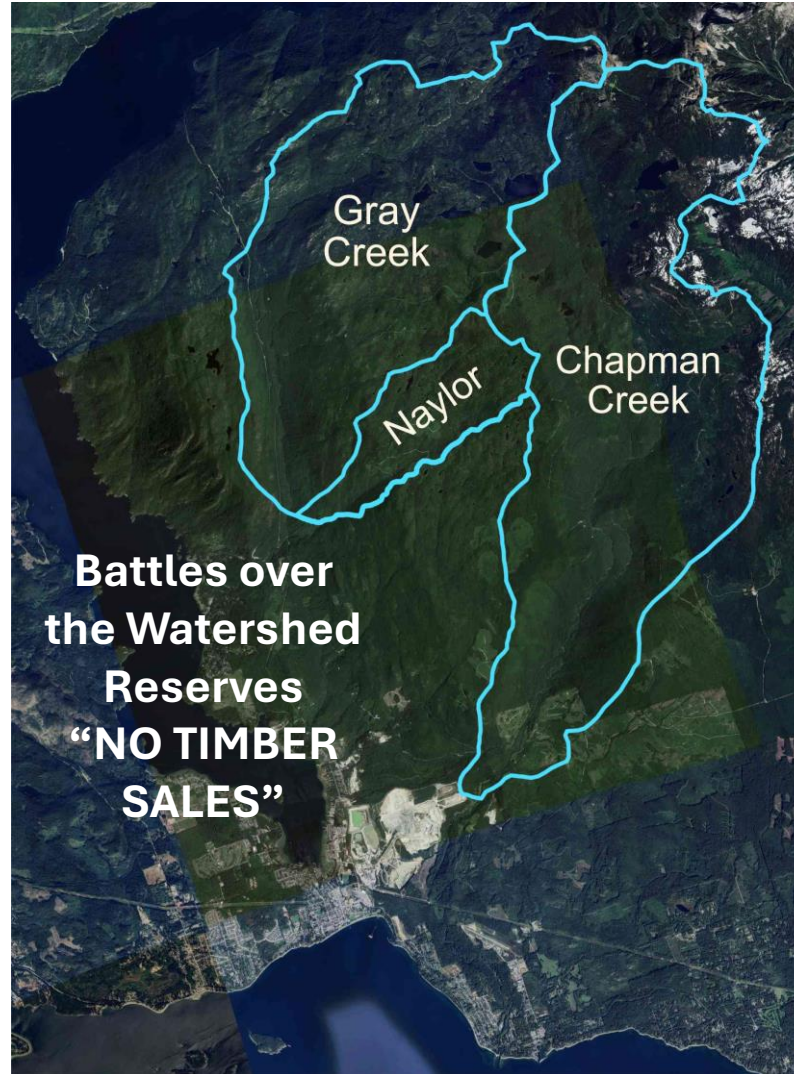 Gray
Creek
Naylor
Chapman
Creek
Battles over
the Watershed
Reserves
“NO TIMBER
SALES”